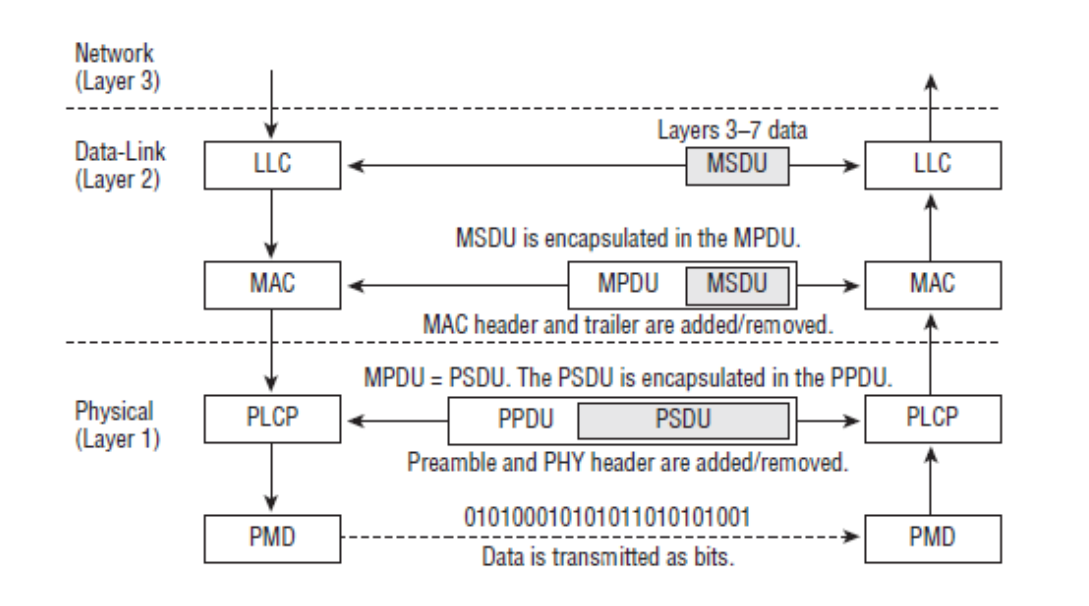 Network
(Layer 3)
Layers 3–7 data
Data-Link
(Layer 2)
LLC
MSDU
LLC
MSDU is encapsulated in the MPDU.
MAC
MPDU
MSDU
MAC
MAC header and trailer are added/removed.
MPDU = PSDU. The PSDU is encapsulated in the PPDU.
Physical
(Layer 1)
PLCP
PPDU
PSDU
PLCP
Preamble and PHY header are added/removed.
PMD
010100010101011010101001
PMD
Data is transmitted as bits.